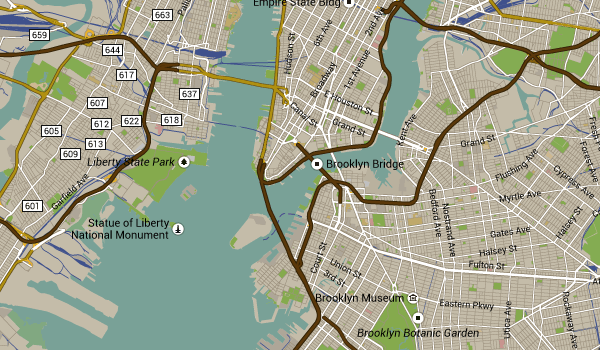 Empire State Bldg
663
2nd Ave
659
6th Ave
Hudson St
644
617
1st Avenue
Broadway
637
607
E Houston St
Canal St
622
618
612
605
613
609
Grand St
Kent Ave
Grand St
Liberty State Park
Brooklyn Bridge
Flushing Ave
Forest Ave
Cypress Ave
Garfield Ave
601
Myrtle Ave
Bedford Ave
Nostrand Ave
Halsey St
Statue of Liberty
National Monument
Gates Ave
Halsey St
Court St
Union St
3rd St
Fulton St
Brooklyn Museum
Eastern Pkwy
Utica Ave
Rockaway Ave
Brooklyn Botanic Garden